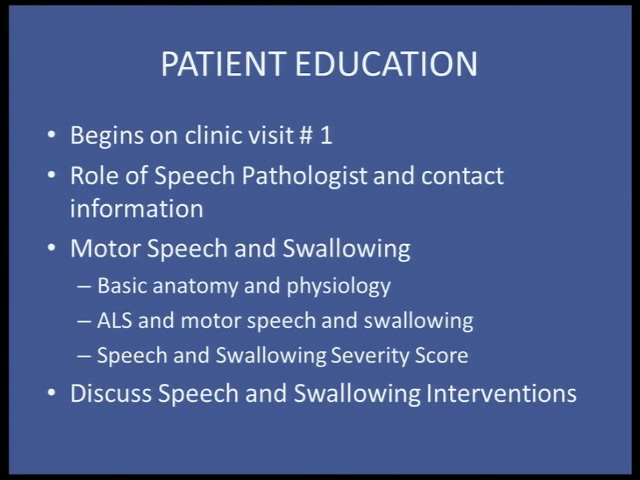 PATIENT EDUCATION
• Begins on clinic visit # 1
• Role of Speech Pathologist and contact
information
• Motor Speech and Swallowing
– Basic anatomy and physiology
– ALS and motor speech and swallowing
– Speech and Swallowing Severity Score
• Discuss Speech and Swallowing Interventions